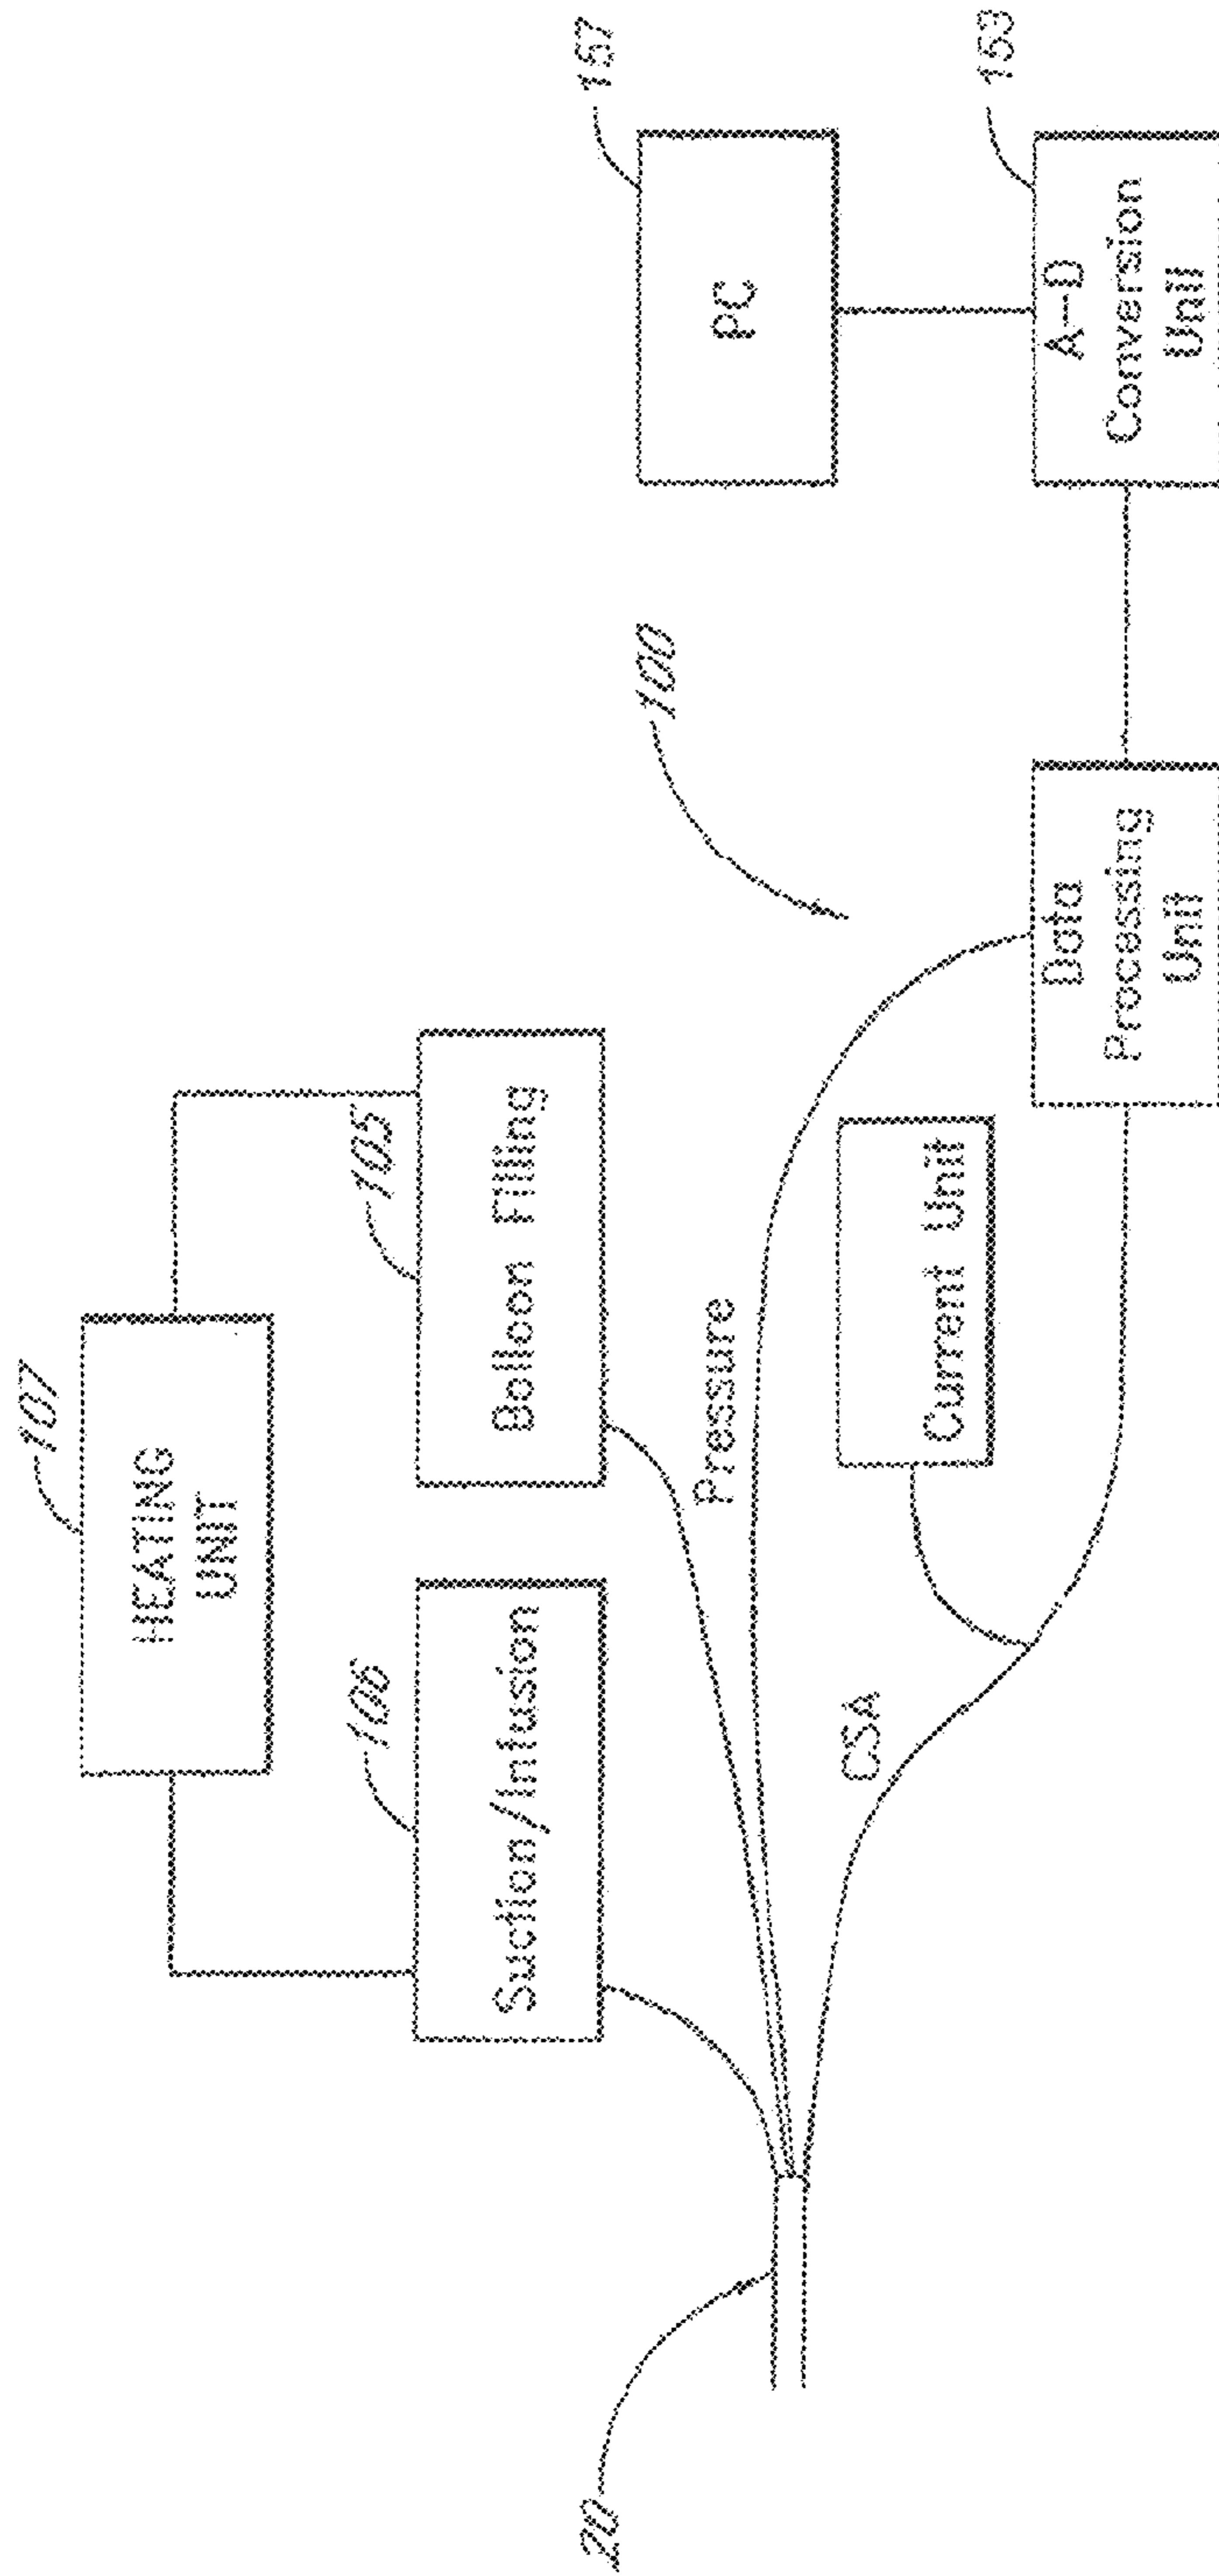 107
HEATING
UNIT
106
105
Suction/Infusion
Balloon Filling
20
157
100
PC
Pressure
CSA
Current Unit
153
Data
Processing
Unit
A-D
Conversion
Unit